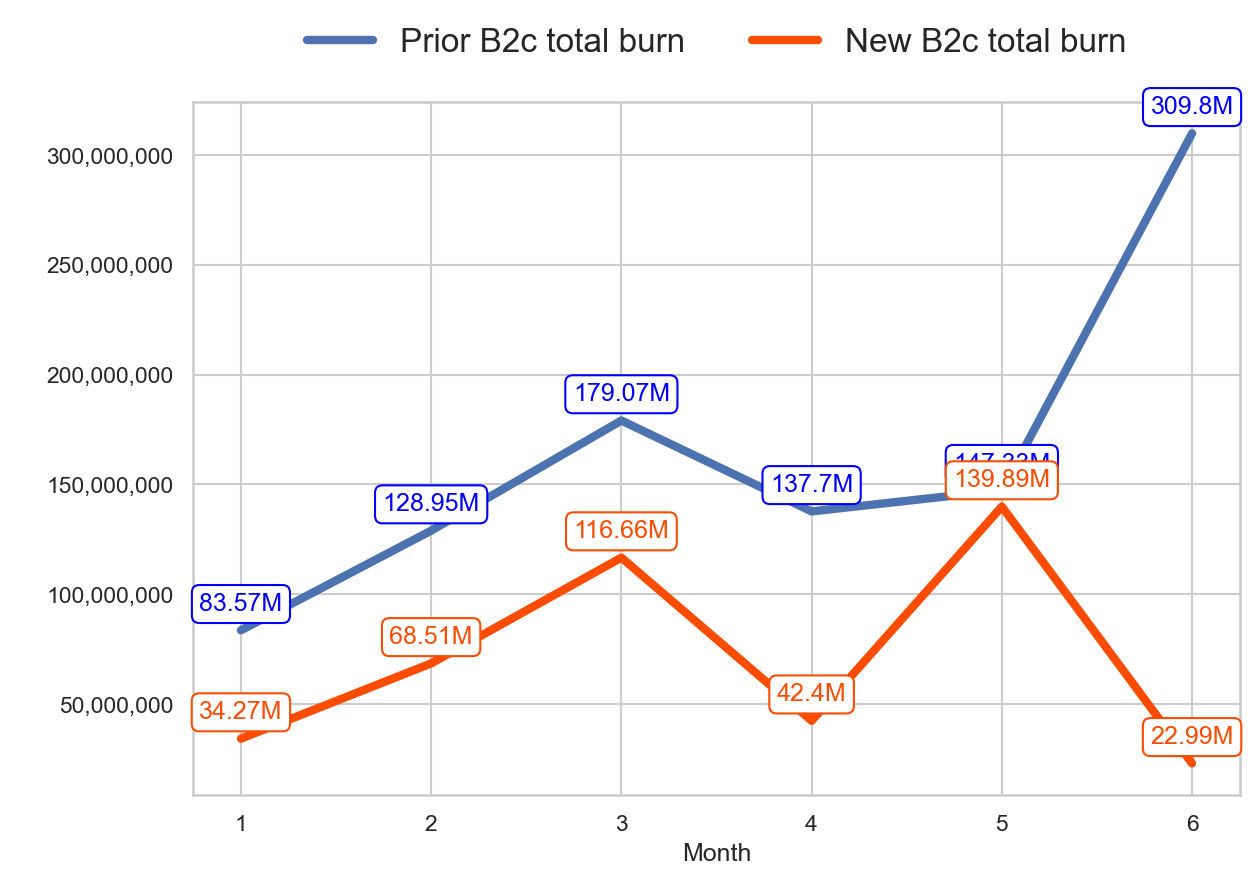 Prior B2c total burn New B2c total burn
309.8M
300,000,000
250,000,000
200,000,000
179.07M
150,000,000
147.33M
139.89M
137.7M
128.95M
116.66M
100,000,000
83.57M
68.51M
50,000,000
42.4M
34.27M
22.99M
1 2 3 4 5 6
Month